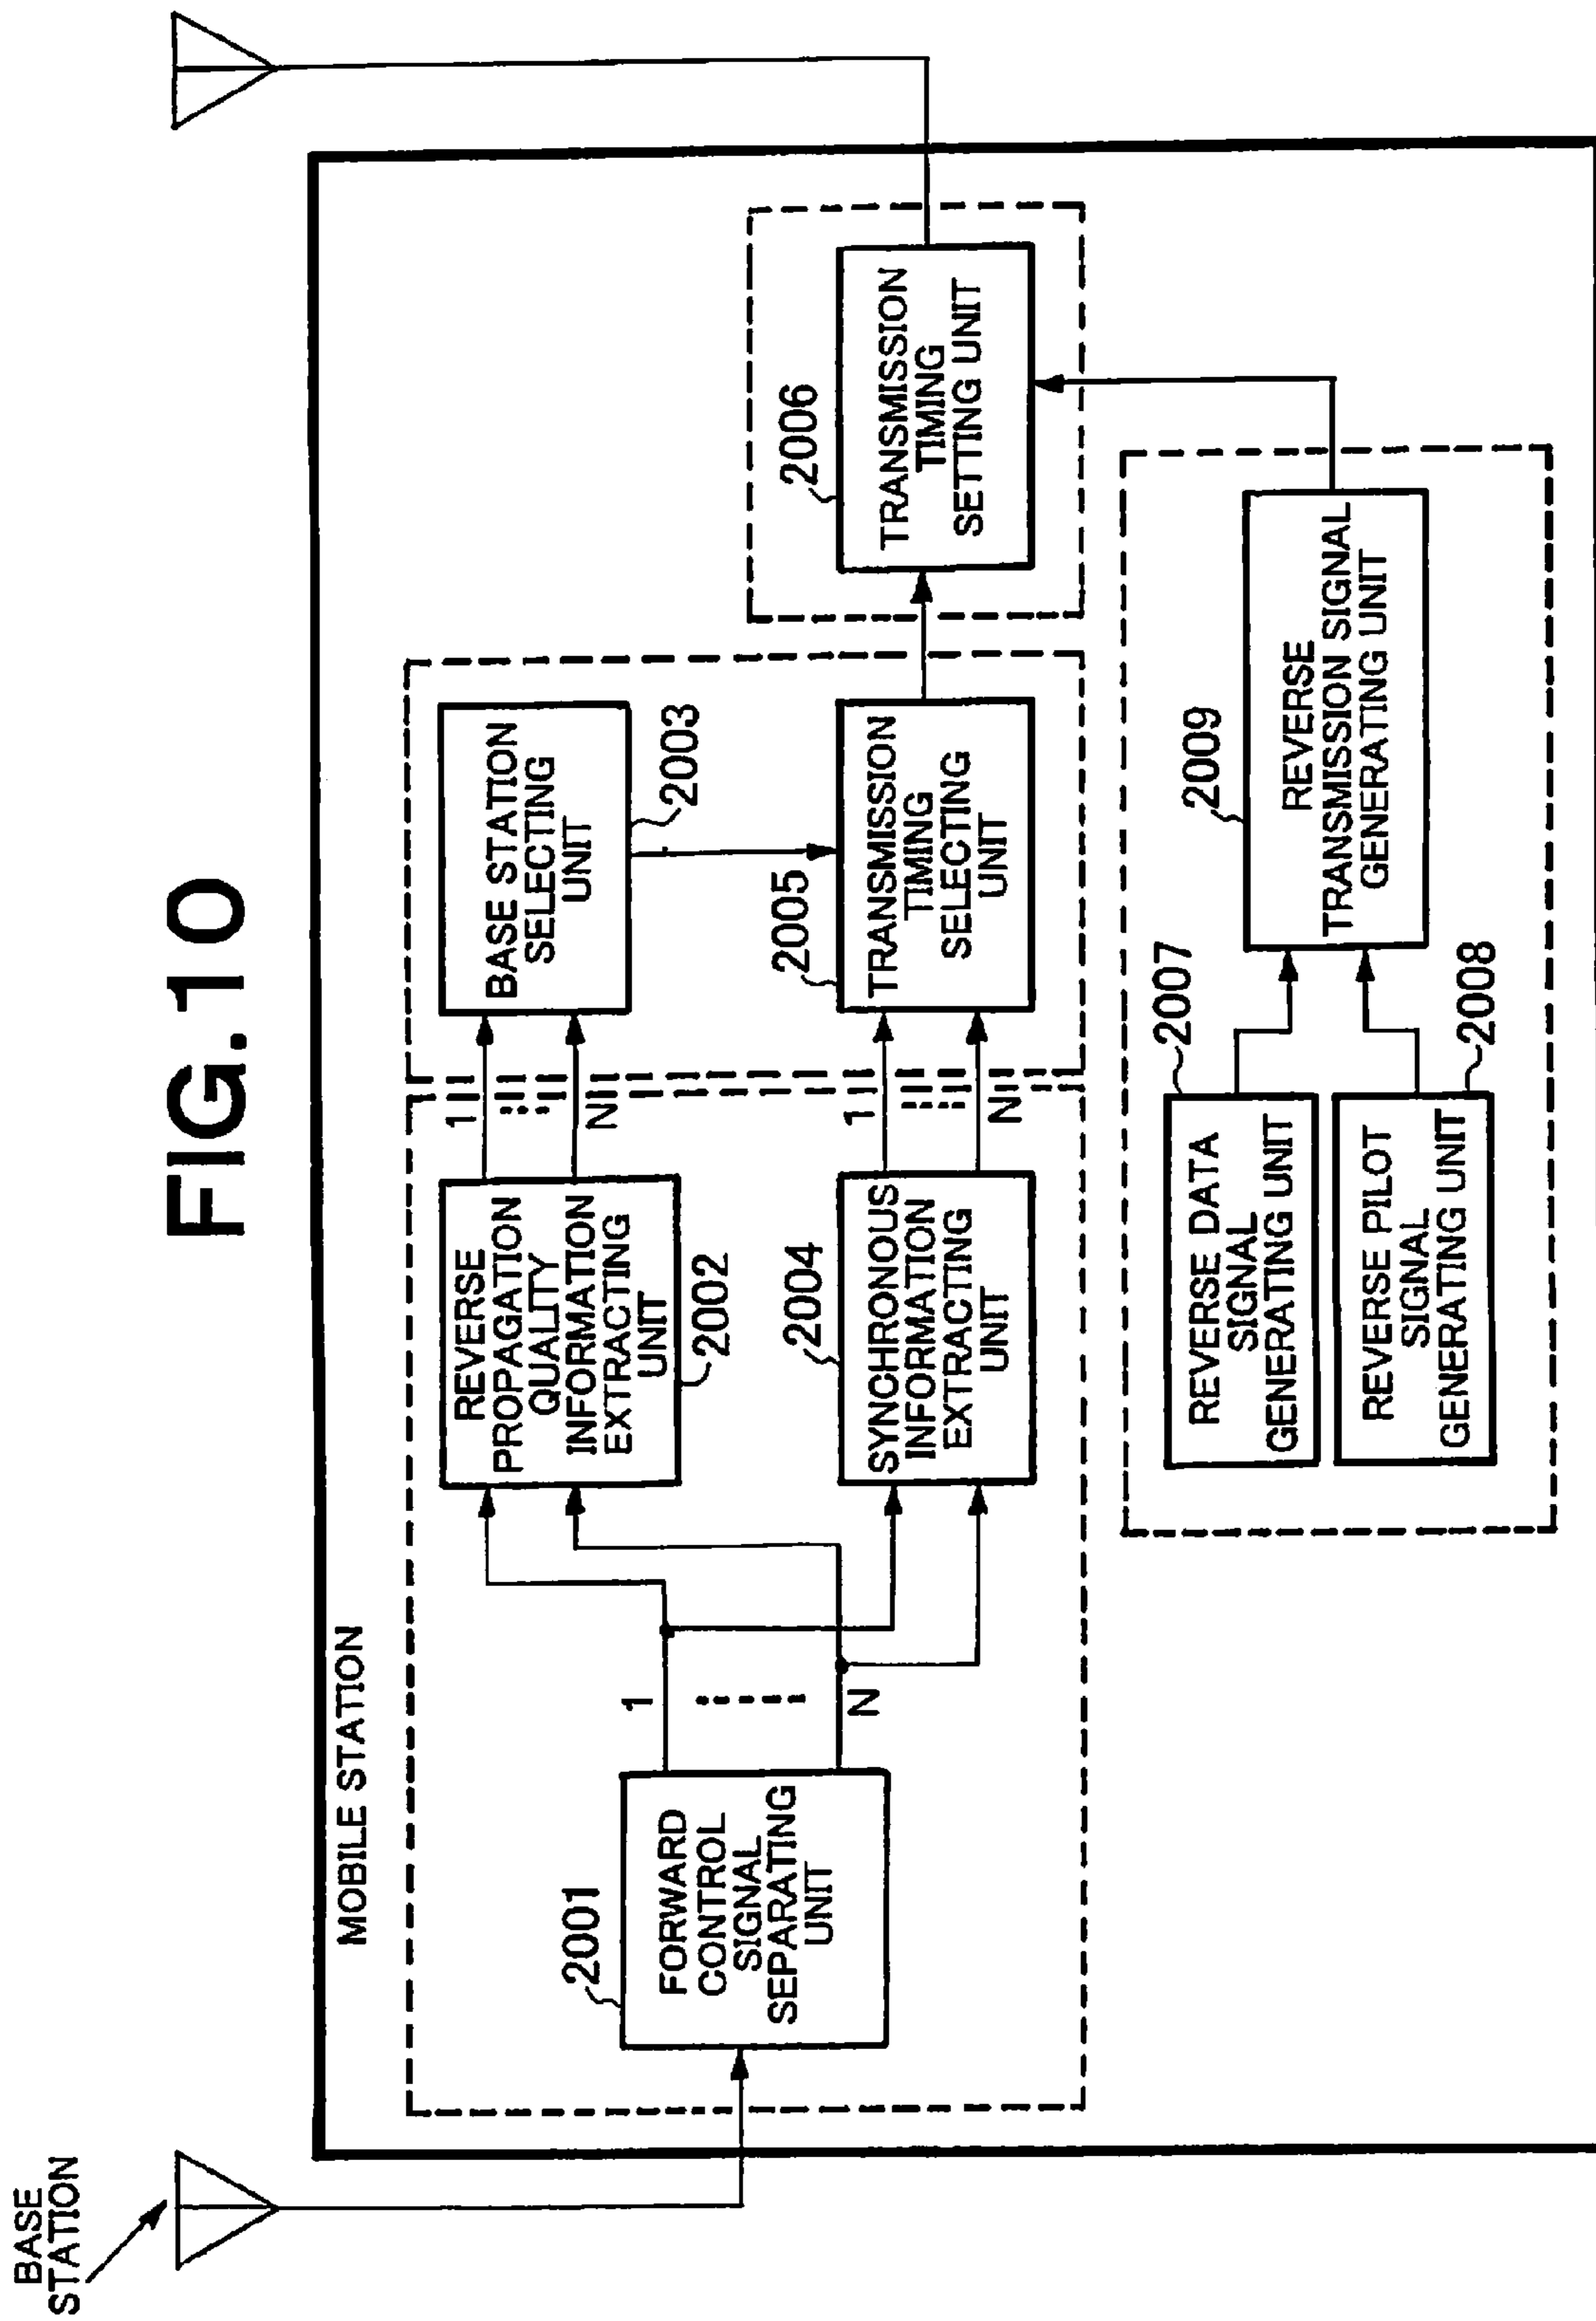 FIG.10
BASE
STATION
MOBILE STATION
2001
FORWARD
CONTROL
SIGNAL
SEPARATING
UNIT
1
N
REVERSE
PROPAGATION
QUALITY
INFORMATION
EXTRACTING
UNIT
2002
2004
SYNCHRONOUS
INFORMATION
EXTRACTING
UNIT
1
N
1
N
BASE STATION
SELECTING
UNIT
2003
2005
TRANSMISSION
TIMING
SELECTING
UNIT
2006
TRANSMISSION
TIMING
SETTING UNIT
2007
REVERSE DATA
SIGNAL
GENERATING UNIT
REVERSE PILOT
SIGNAL
GENERATING UNIT
2008
2009
REVERSE
TRANSMISSION SIGNAL
GENERATING UNIT